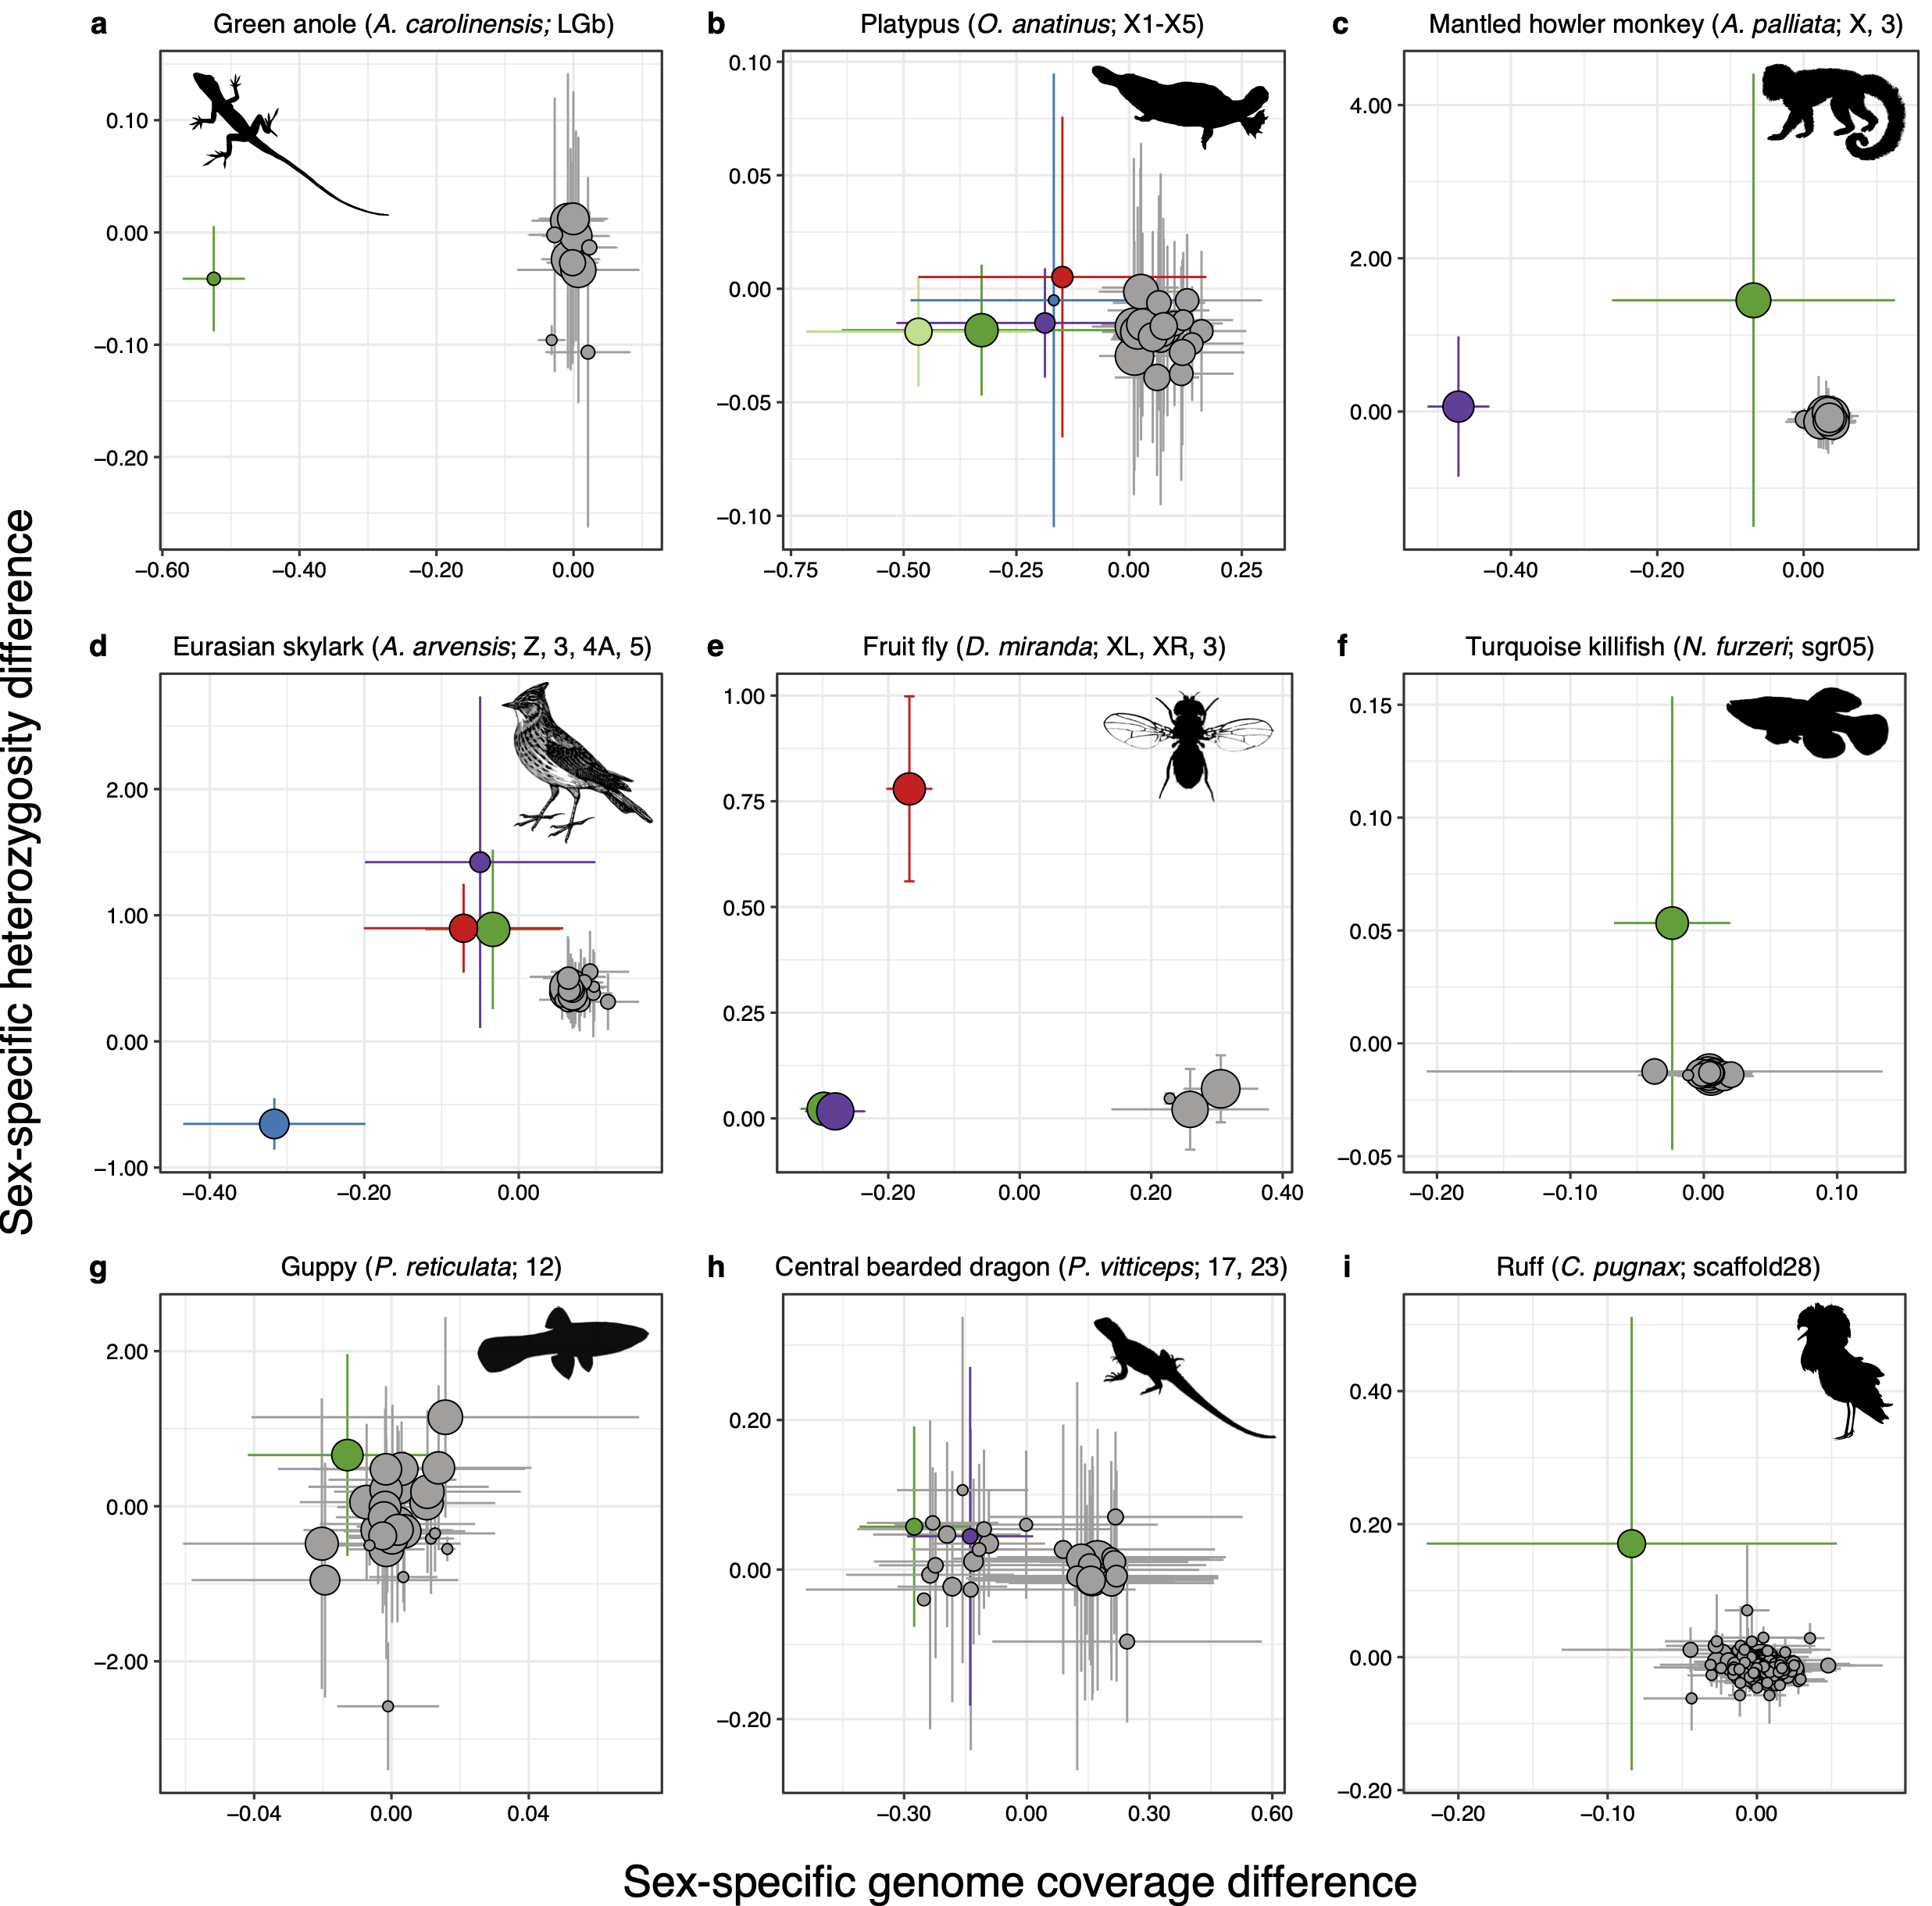 a Green anole (A. carolinensis; LGb)
0.10
0.00
−0.10
−0.20
−0.60 −0.40 −0.20 0.00
b Platypus (O. anatinus; X1-X5)
0.10
0.05
0.00
−0.05
−0.10
−0.75 −0.50 −0.25 0.00 0.25
c Mantled howler monkey (A. palliata; X, 3)
4.00
2.00
0.00
−0.40 −0.20 0.00
Sex-specific heterozygosity difference
d Eurasian skylark (A. arvensis; Z, 3, 4A, 5)
2.00
1.00
0.00
−1.00
−0.40 −0.20 0.00
e Fruit fly (D. miranda; XL, XR, 3)
1.00
0.75
0.50
0.25
0.00
−0.20 0.00 0.20 0.40
f Turquoise killifish (N. furzeri; sgr05)
0.15
0.10
0.05
0.00
−0.05
−0.20 −0.10 0.00 0.10
g Guppy (P. reticulata; 12)
2.00
0.00
−2.00
−0.04 0.00 0.04
h Central bearded dragon (P. vitticeps; 17, 23)
0.20
0.00
−0.20
−0.30 0.00 0.30 0.60
i Ruff (C. pugnax; scaffold28)
0.40
0.20
0.00
−0.20
−0.20 −0.10 0.00
Sex-specific genome coverage difference